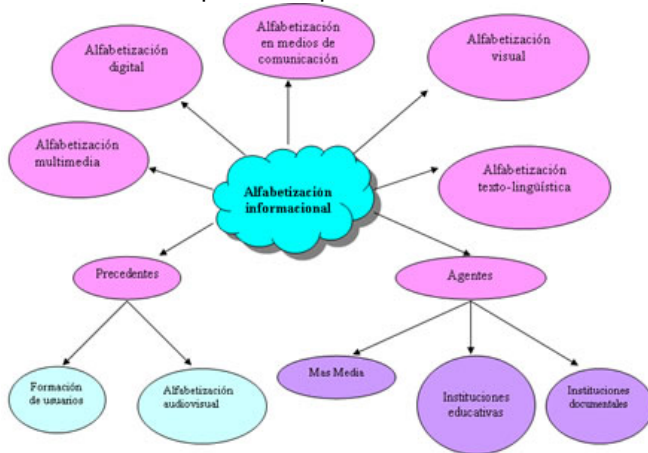 Alfabetización
en medios de
comunicación
Alfabetización
digital
Alfabetización
visual
Alfabetización
multimedia
Alfabetización
texto-lingüística
Alfabetización
informacional
Precedentes
Agentes
Formación
de usuarios
Alfabetización
audiovisual
Mas Media
Instituciones
educativas
Instituciones
documentales